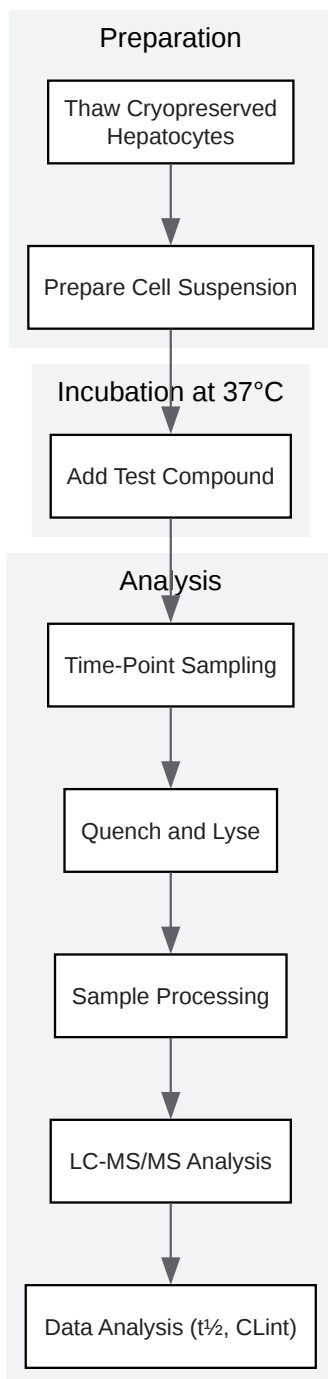 Preparation
Thaw Cryopreserved
Hepatocytes
Prepare Cell Suspension
Incubation at 37°C
Add Test Compound
Analysis
Time-Point Sampling
Quench and Lyse
Sample Processing
LC-MS/MS Analysis
Data Analysis (t½, CLint)